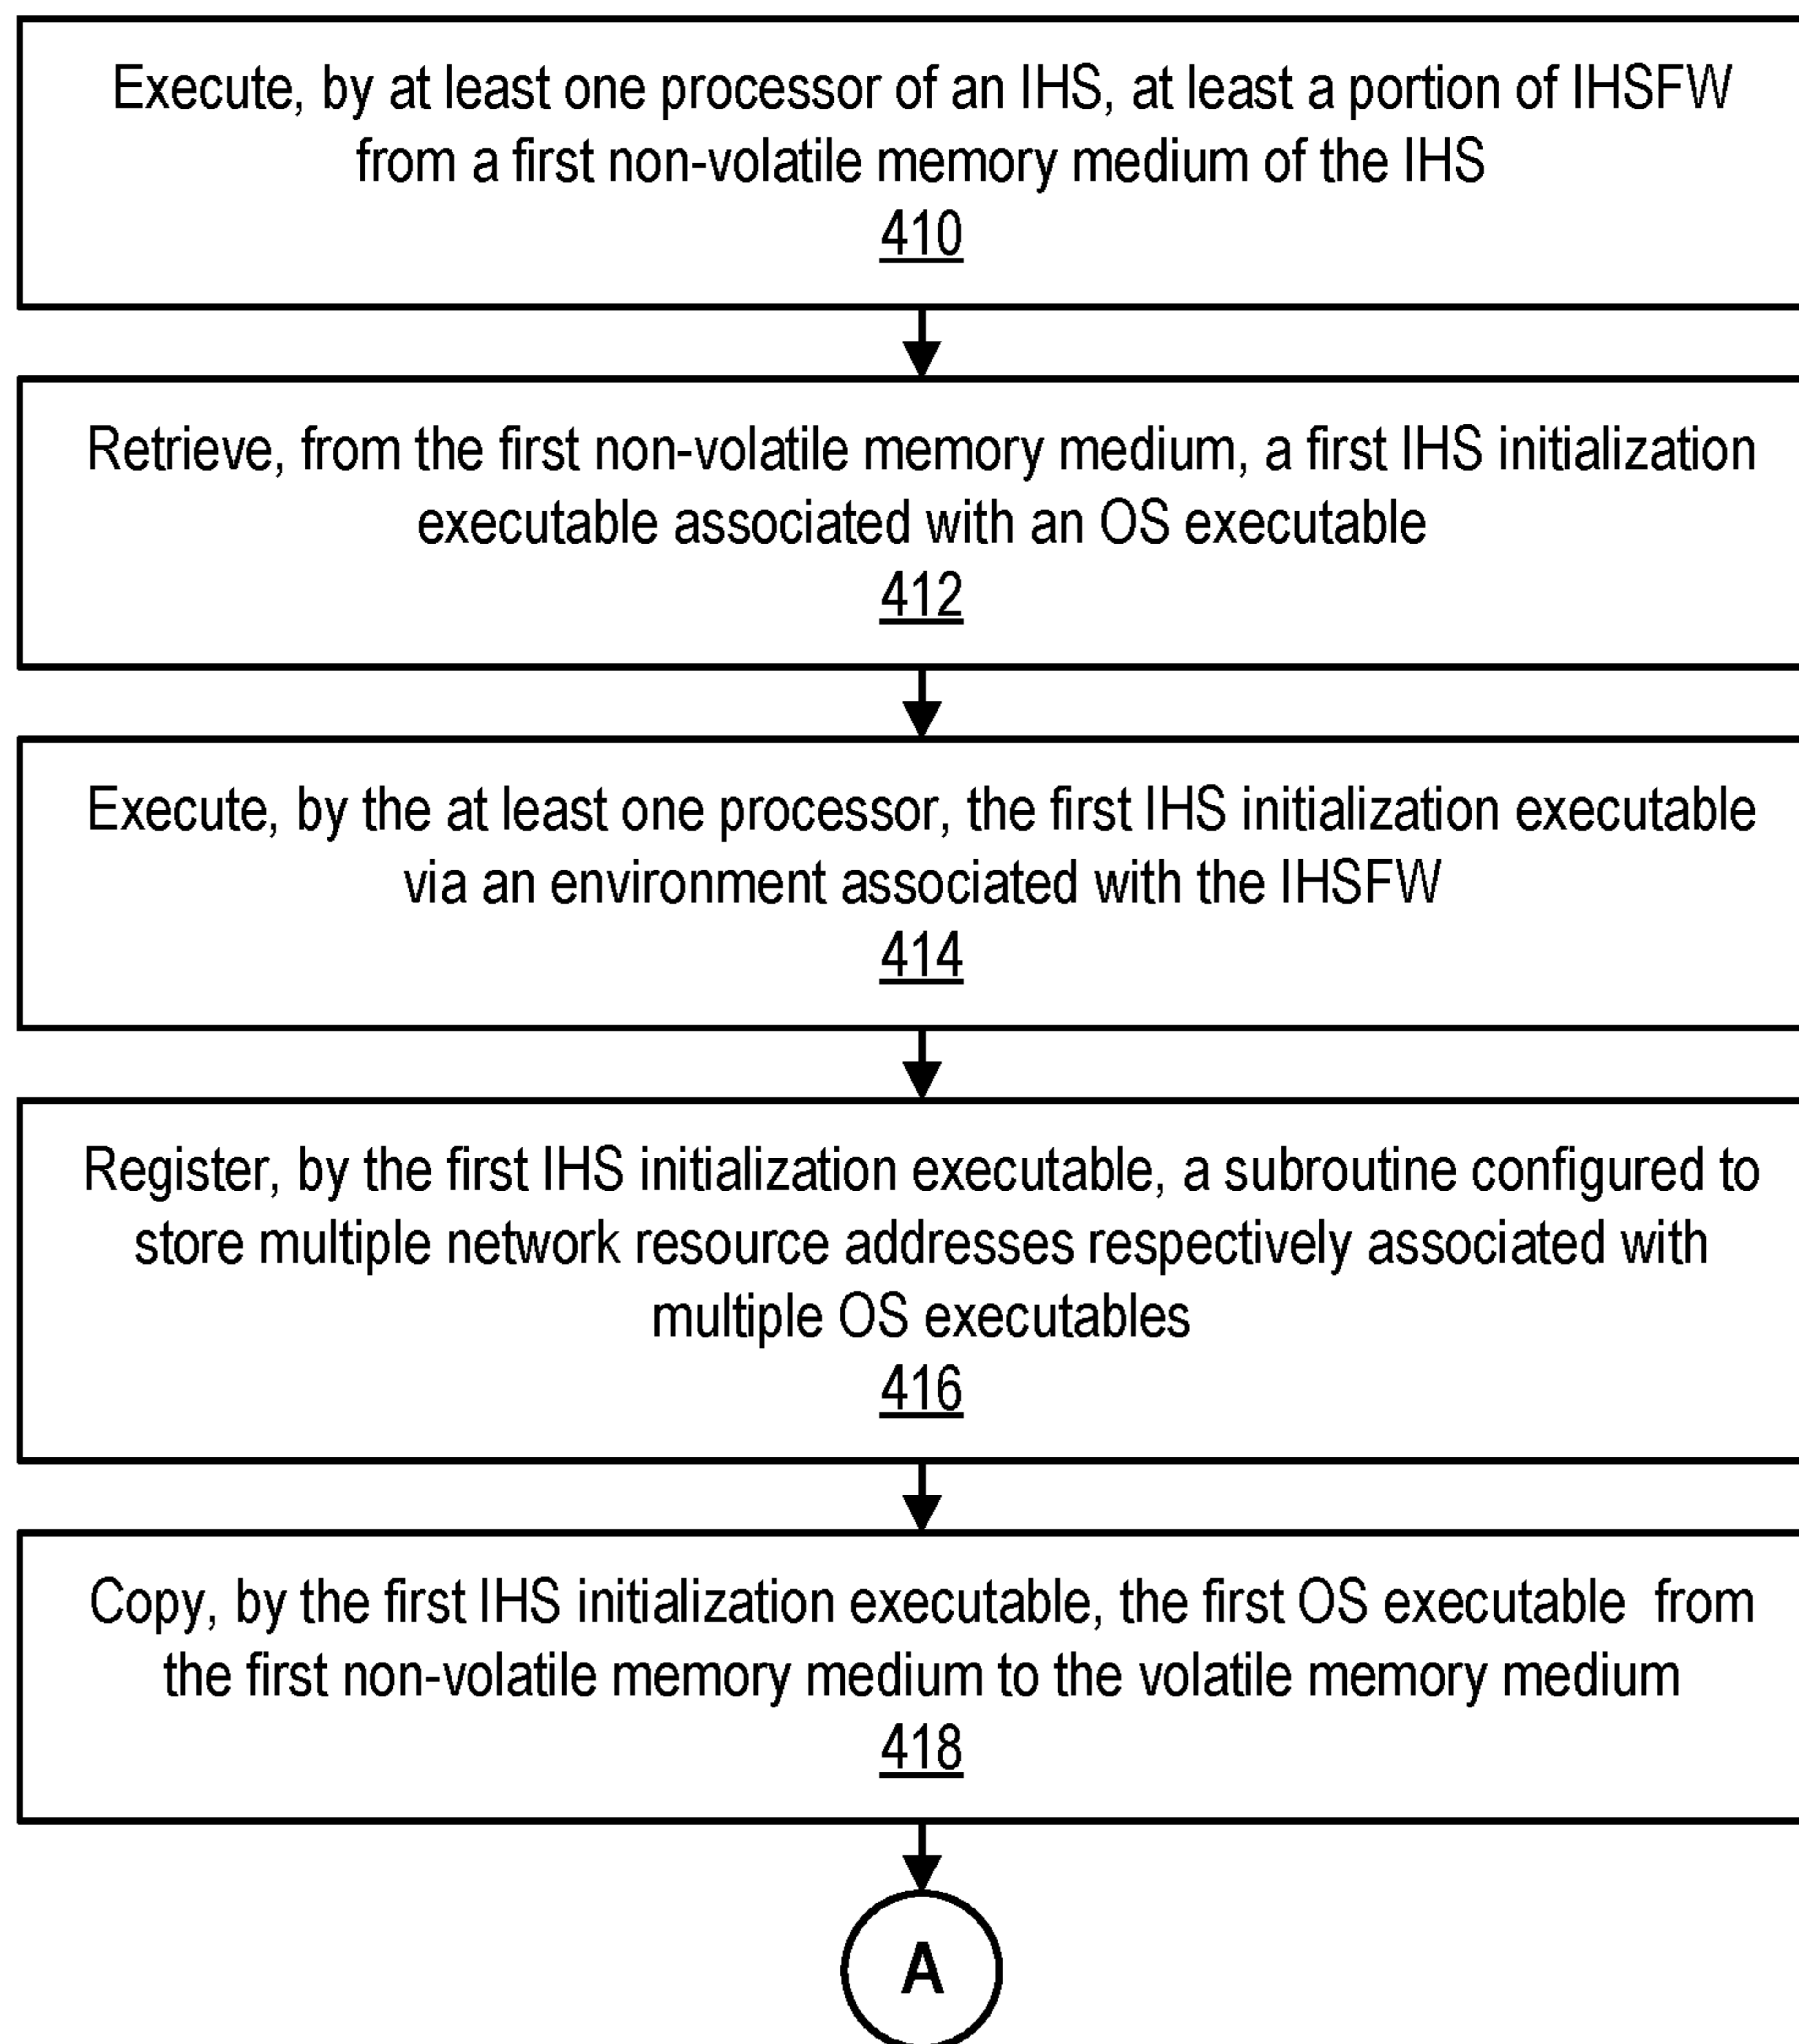 Execute, by at least one processor of an IHS, at least a portion of IHSFW
from a first non-volatile memory medium of the IHS
410
Retrieve, from the first non-volatile memory medium, a first IHS initialization
executable associated with an OS executable
412
Execute, by the at least one processor, the first IHS initialization executable
via an environment associated with the IHSFW
414
Register, by the first IHS initialization executable, a subroutine configured to
store multiple network resource addresses respectively associated with
multiple OS executables
416
Copy, by the first IHS initialization executable, the first OS executable from
the first non-volatile memory medium to the volatile memory medium
418
A